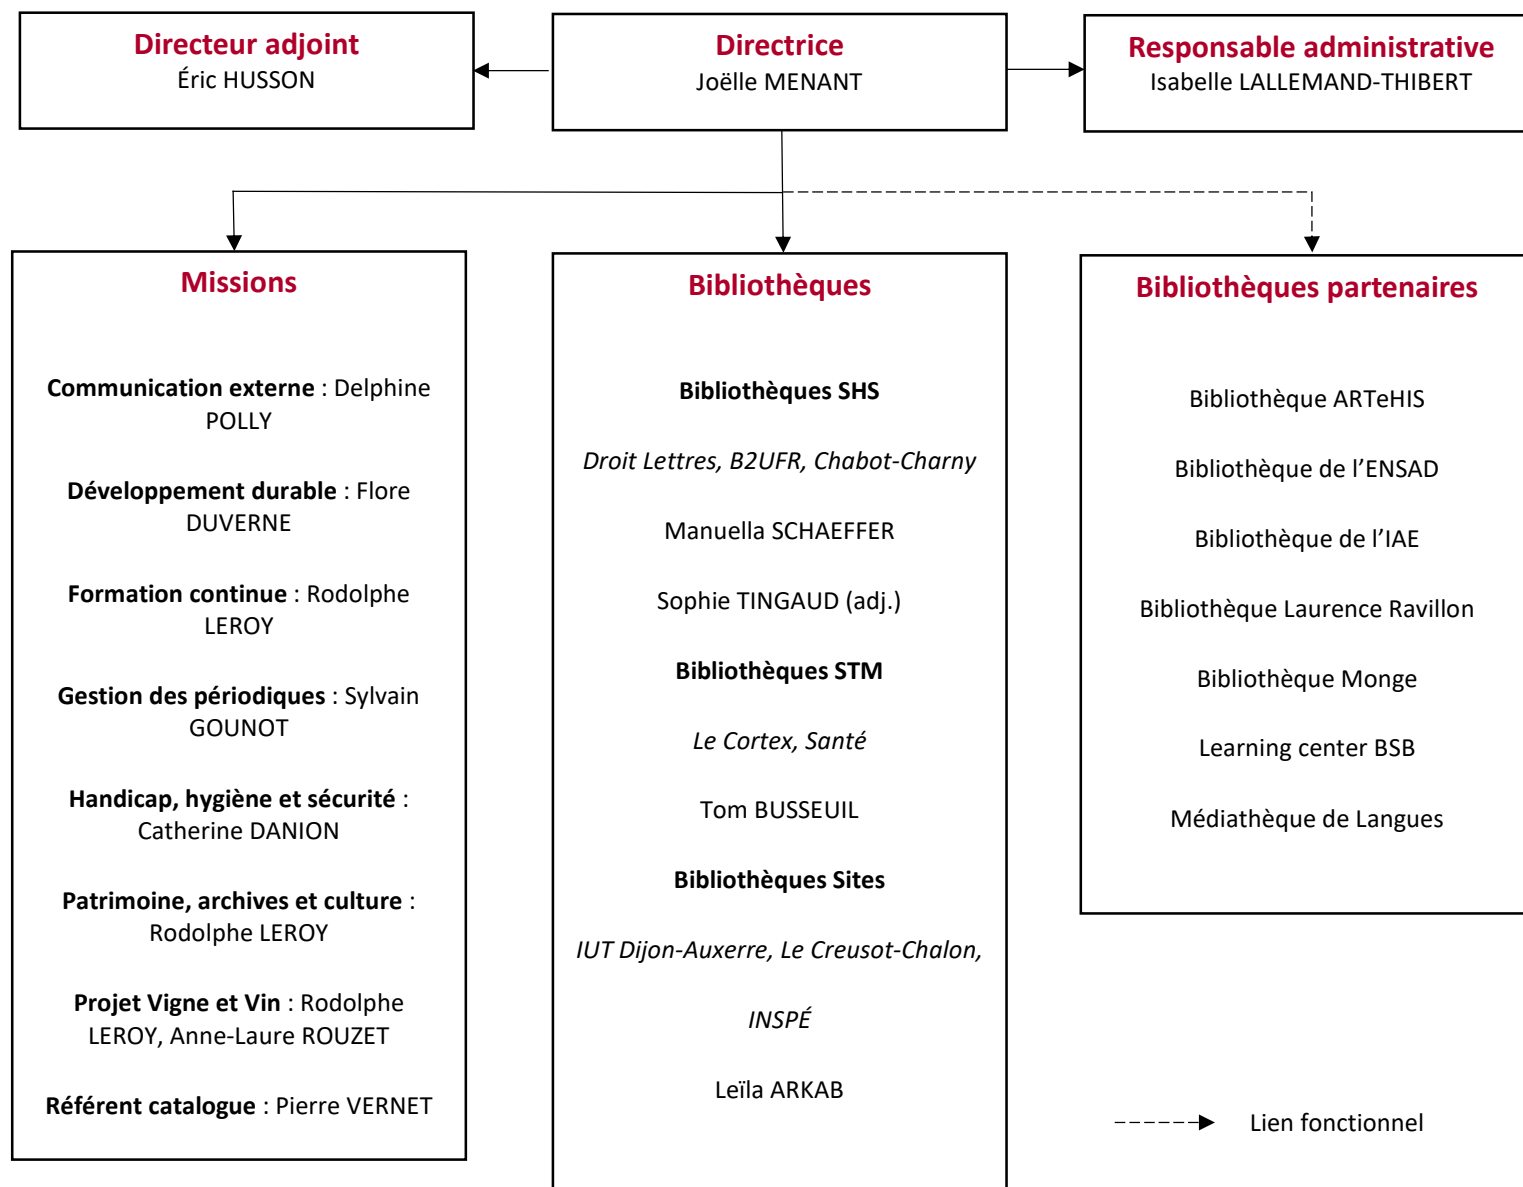 Directeur adjoint
Éric HUSSON
Directrice
Joëlle MENANT
Responsable administrative
Isabelle LALLEMAND-THIBERT
Missions
Communication externe : Delphine
POLLY
Développement durable : Flore
DUVERNE
Formation continue : Rodolphe
LEROY
Gestion des périodiques : Sylvain
GOUNOT
Handicap, hygiène et sécurité :
Catherine DANION
Patrimoine, archives et culture :
Rodolphe LEROY
Projet Vigne et Vin : Rodolphe
LEROY, Anne-Laure ROUZET
Référent catalogue : Pierre VERNET
Bibliothèques
Bibliothèques SHS
Droit Lettres, B2UFR, Chabot-Charny
Manuella SCHAEFFER
Sophie TINGAUD (adj.)
Bibliothèques STM
Le Cortex, Santé
Tom BUSSEUIL
Bibliothèques Sites
IUT Dijon-Auxerre, Le Creusot-Chalon,
INSPÉ
Leïla ARKAB
Bibliothèques partenaires
Bibliothèque ARTeHIS
Bibliothèque de l’ENSAD
Bibliothèque de l’IAE
Bibliothèque Laurence Ravillon
Bibliothèque Monge
Learning center BSB
Médiathèque de Langues
Lien fonctionnel